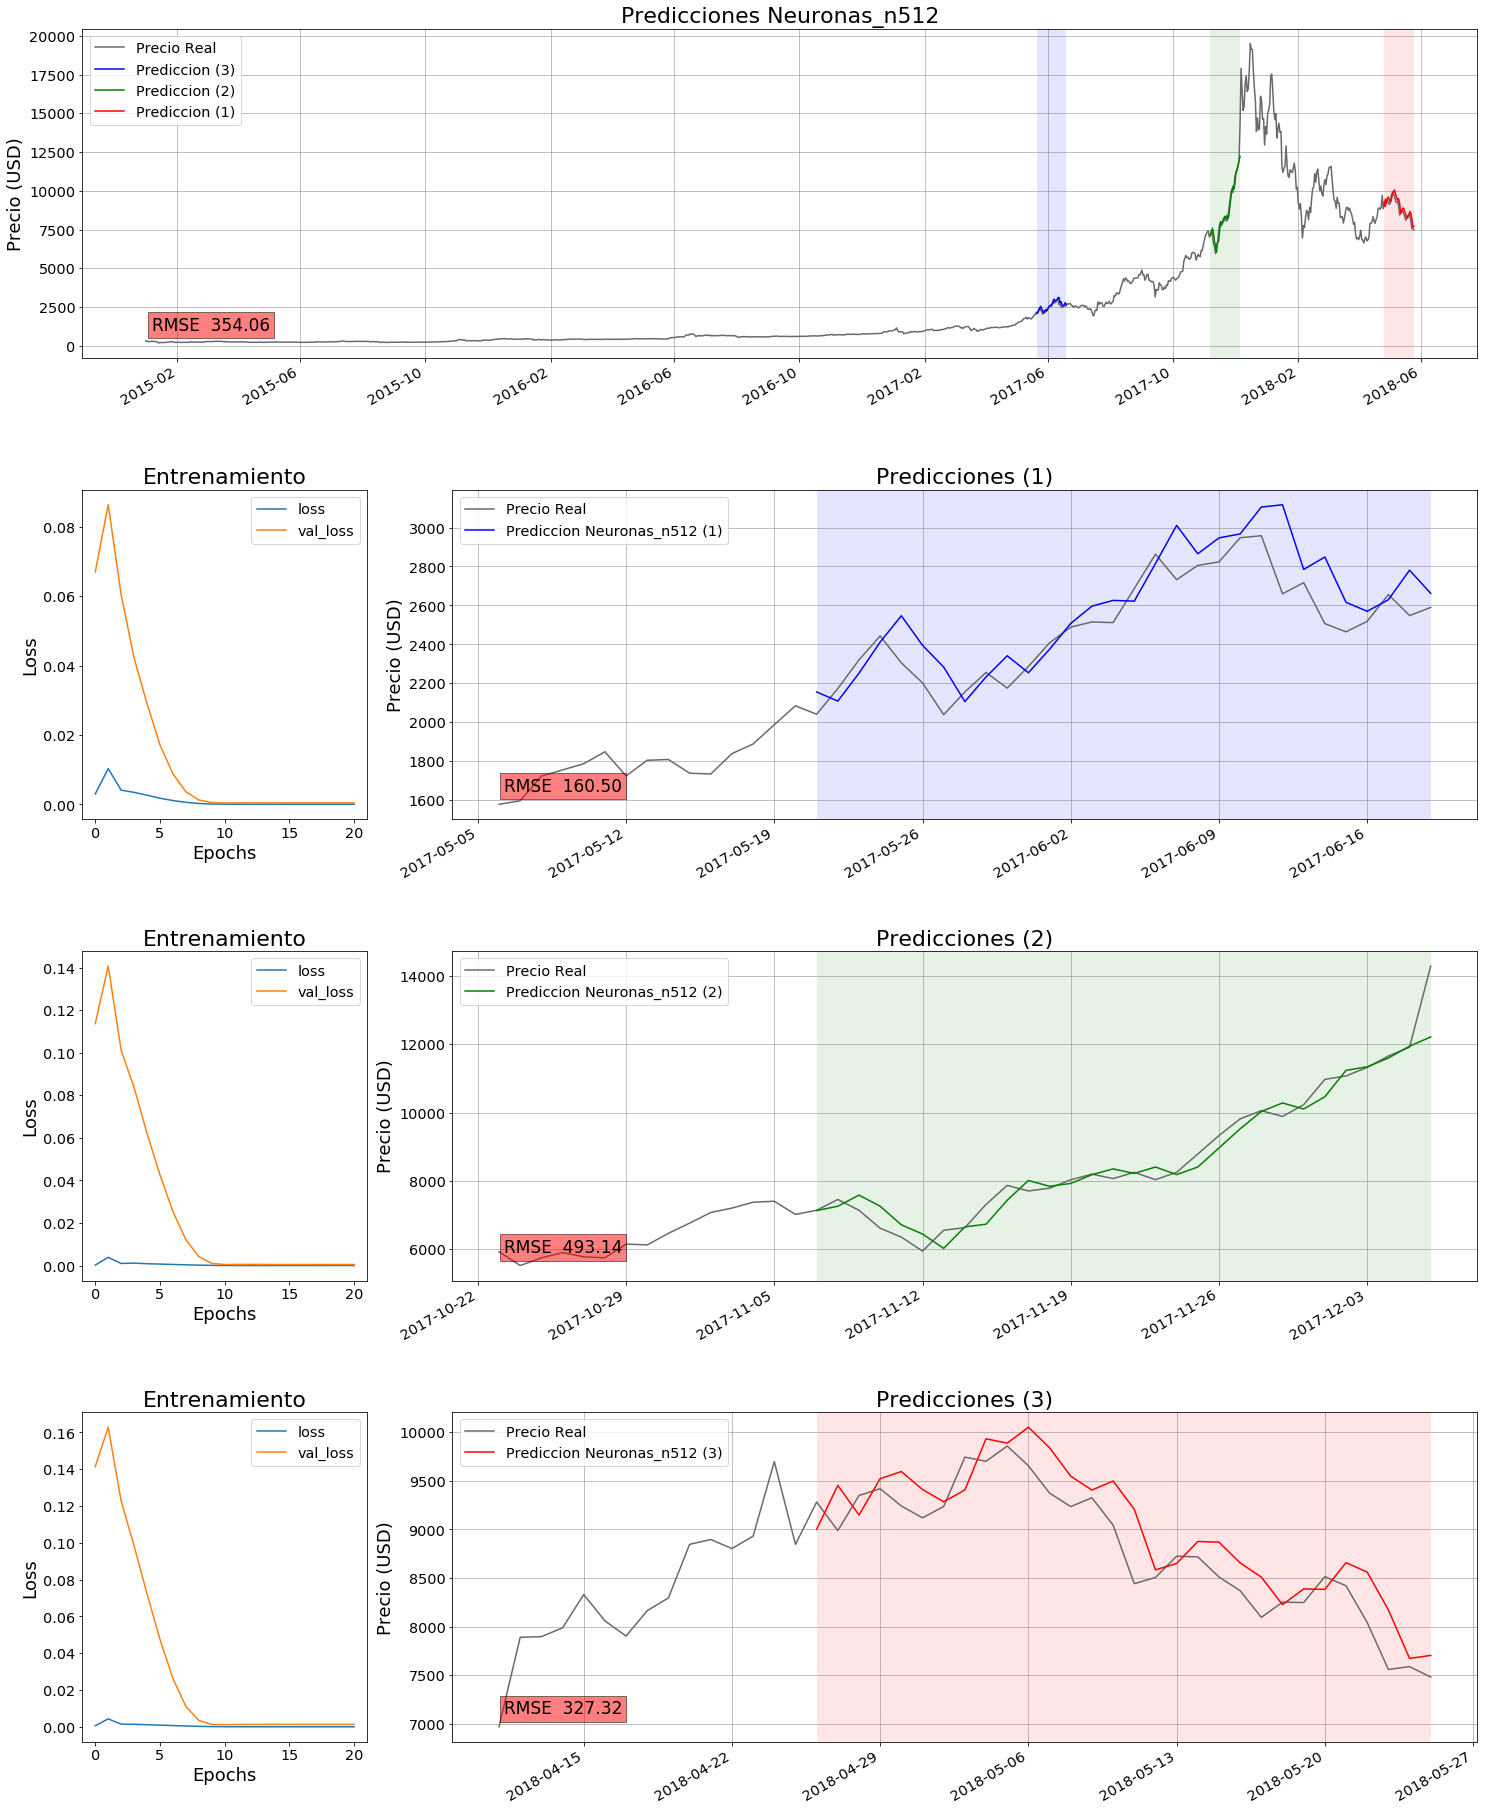 Predicciones Neuronas_n512
Precio (USD)
20000
17500
15000
12500
10000
7500
5000
2500
0
Precio Real
Prediccion (3)
Prediccion (2)
Prediccion (1)
RMSE 354.06
2015-02
2015-06
2015-10
2016-02
2016-06
2016-10
2017-02
2017-06
2017-10
2018-02
2018-06
Entrenamiento
Loss
0.08
0.06
0.04
0.02
0.00
loss
val_loss
0 5 10 15 20
Epochs
Predicciones (1)
Precio (USD)
3000
2800
2600
2400
2200
2000
1800
1600
Precio Real
Prediccion Neuronas_n512 (1)
RMSE 160.50
2017-05-05
2017-05-12
2017-05-19
2017-05-26
2017-06-02
2017-06-09
2017-06-16
Entrenamiento
Loss
0.14
0.12
0.10
0.08
0.06
0.04
0.02
0.00
loss
val_loss
0 5 10 15 20
Epochs
Predicciones (2)
Precio (USD)
14000
12000
10000
8000
6000
Precio Real
Prediccion Neuronas_n512 (2)
RMSE 493.14
2017-10-22
2017-10-29
2017-11-05
2017-11-12
2017-11-19
2017-11-26
2017-12-03
Entrenamiento
Loss
0.16
0.14
0.12
0.10
0.08
0.06
0.04
0.02
0.00
loss
val_loss
0 5 10 15 20
Epochs
Predicciones (3)
Precio (USD)
10000
9500
9000
8500
8000
7500
7000
Precio Real
Prediccion Neuronas_n512 (3)
RMSE 327.32
2018-04-15
2018-04-22
2018-04-29
2018-05-06
2018-05-13
2018-05-20
2018-05-27